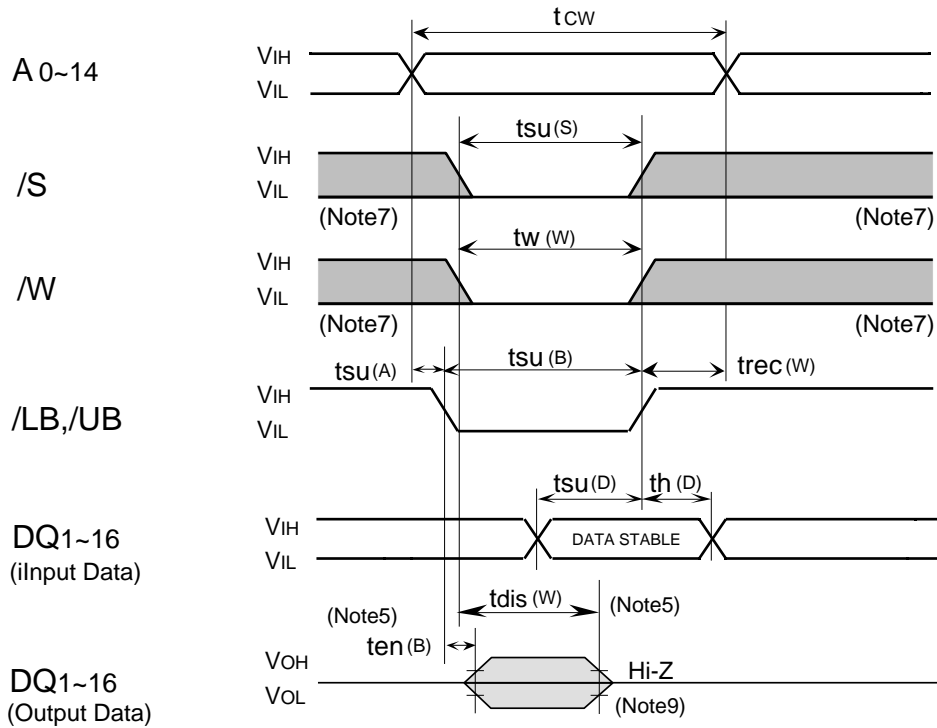 tCW
VIH
A 0~14
VIL
tsu (S)
VIH
/S
VIL
(Note7) (Note7)
tw (W)
VIH
/W
VIL
(Note7) (Note7)
tsu (A) tsu (B) trec (W)
VIH
/LB,/UB
VIL
tsu (D) th (D)
VIH
DQ1~16 DATA STABLE
VIL
(iInput Data)
(Note5) tdis (W) (Note5)
ten (B)
VOH Hi-Z
DQ1~16
VOL (Note9)
(Output Data)